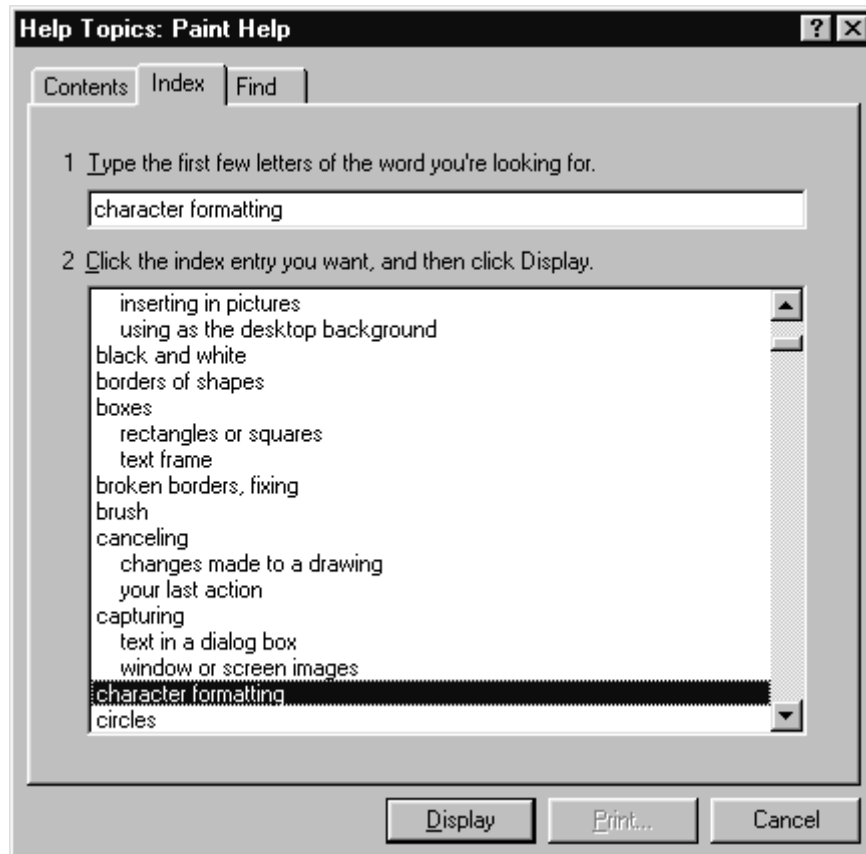 Help Topics: Paint Help
Contents Index Find
1 Type the first few letters of the word you're looking for.
character formatting
2 Click the index entry you want, and then click Display.
inserting in pictures
using as the desktop background
black and white
borders of shapes
boxes
rectangles or squares
text frame
broken borders, fixing
brush
canceling
changes made to a drawing
your last action
capturing
text in a dialog box
window or screen images
character formatting
circles
Display Print... Cancel